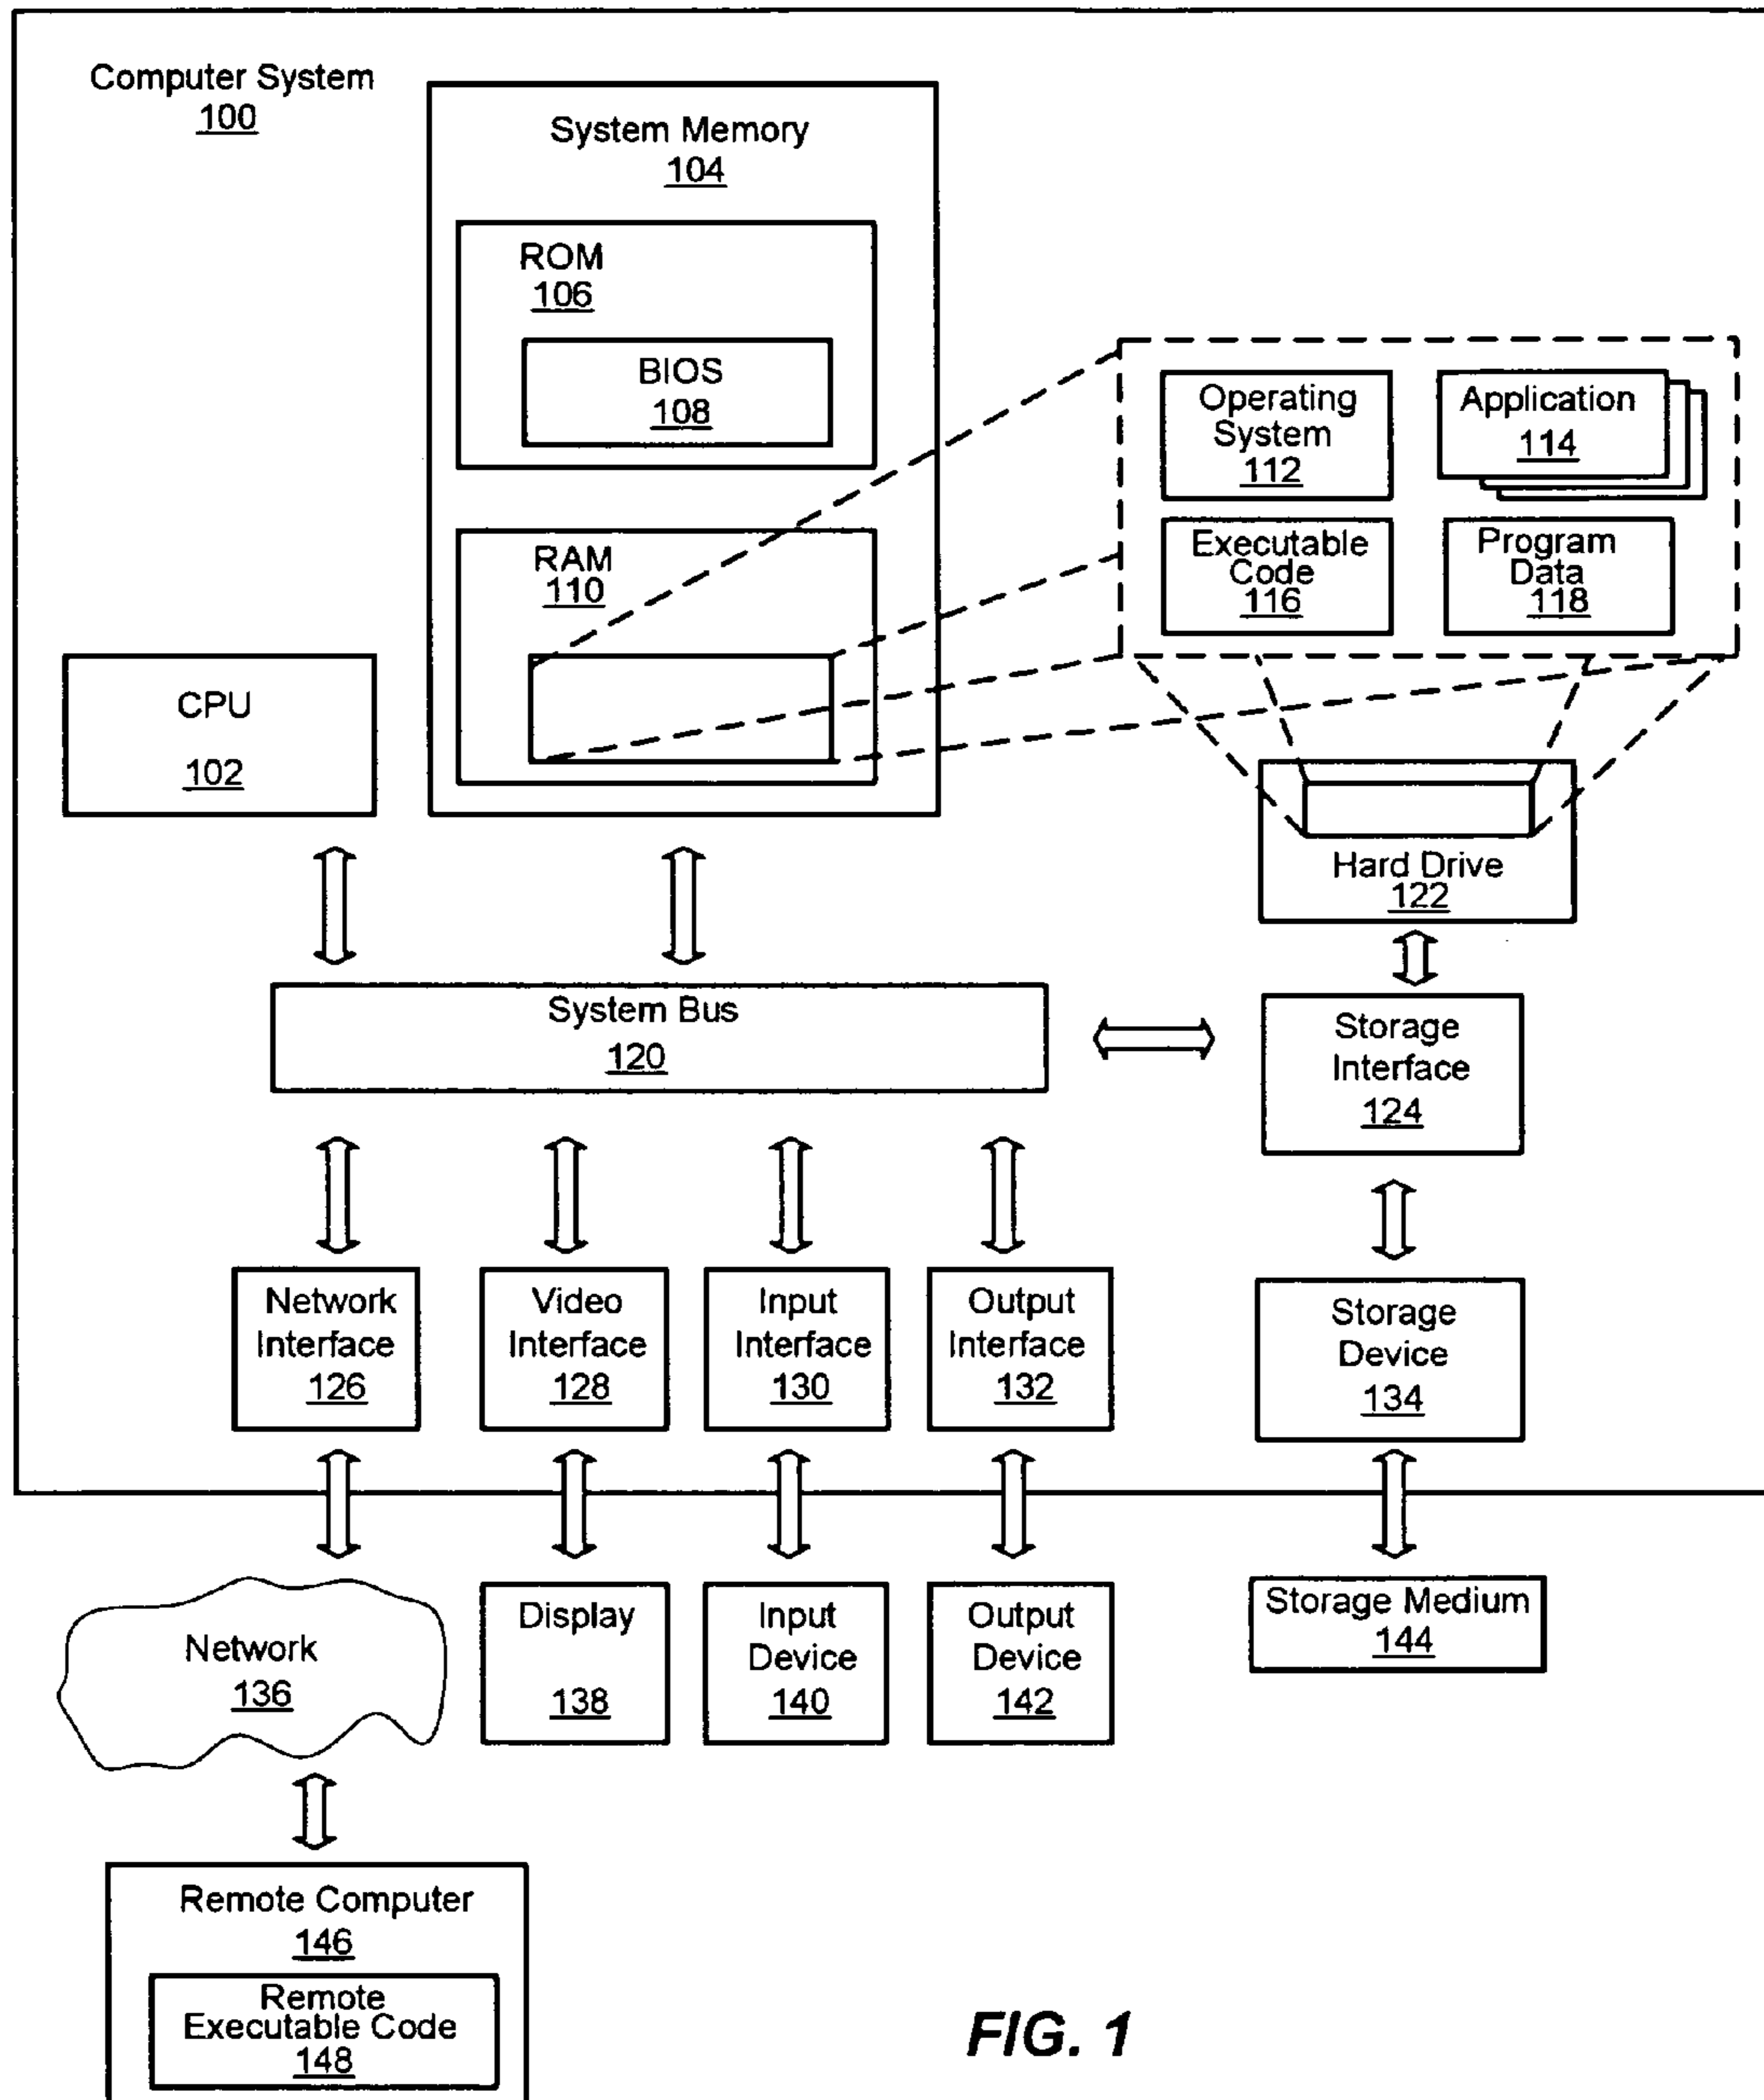 Computer System
100
System Memory
104
ROM
106
BIOS
108
RAM
110
Operating
System
112
Application
114
Executable
Code
116
Program
Data
118
CPU
102
Hard Drive
122
System Bus
120
Storage
Interface
124
Network
Interface
126
Video
Interface
128
Input
Interface
130
Output
Interface
132
Storage
Device
134
Network
136
Display
138
Input
Device
140
Output
Device
142
Storage Medium
144
Remote Computer
146
Remote
Executable Code
148
FIG. 1